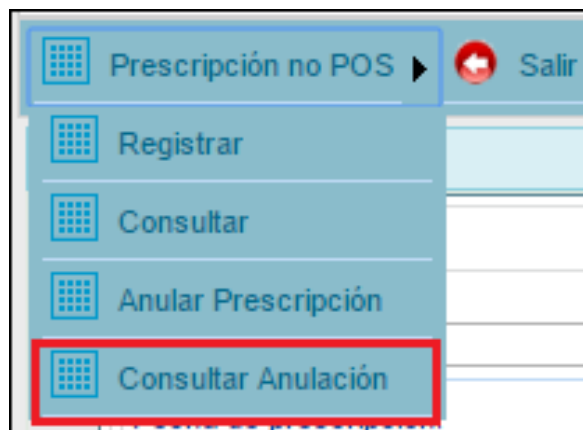 Prescripción no POS
Salir
Registrar
Consultar
Anular Prescripción
Consultar Anulación